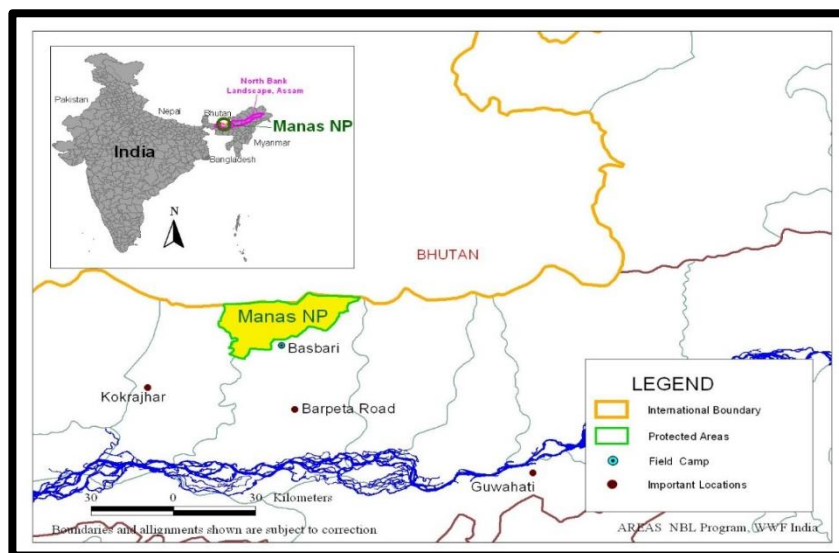 North Bank
Landscape, Assam
Pakistan
Nepal
Bhutan
Manas NP
India
Myanmar
Bangladesh
N
BHUTAN
Manas NP
Basbari
Kokrajhar
Barpeta Road
Guwahati
LEGEND
International Boundary
Protected Areas
Field Camp
Important Locations
30 0 30 Kilometers
Boundaries and allignments shown are subject to correction
AREAS NBL Program, WWF India